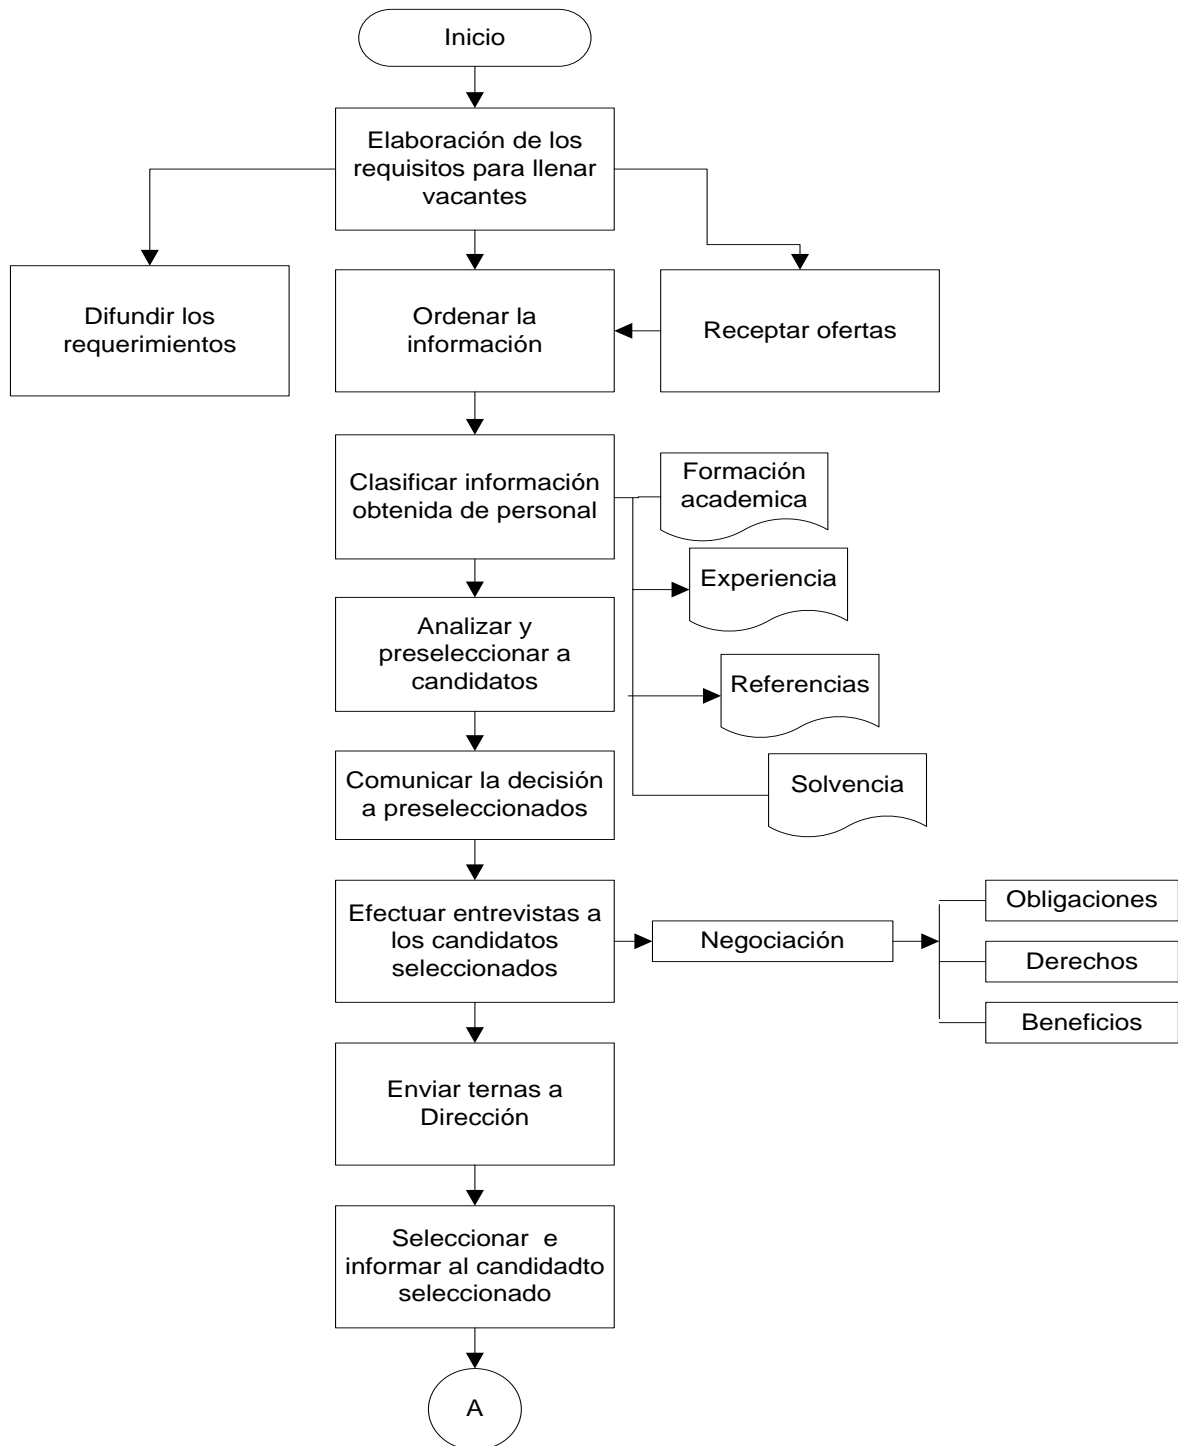 Inicio
Elaboración de los
requisitos para llenar
vacantes
Difundir los
requerimientos
Ordenar la
información
Receptar ofertas
Clasificar información
obtenida de personal
Formación
academica
Experiencia
Analizar y
preseleccionar a
candidatos
Referencias
Comunicar la decisión
a preseleccionados
Solvencia
Efectuar entrevistas a
los candidatos
seleccionados
Negociación
Obligaciones
Derechos
Beneficios
Enviar ternas a
Dirección
Seleccionar e
informar al candidadto
seleccionado
A